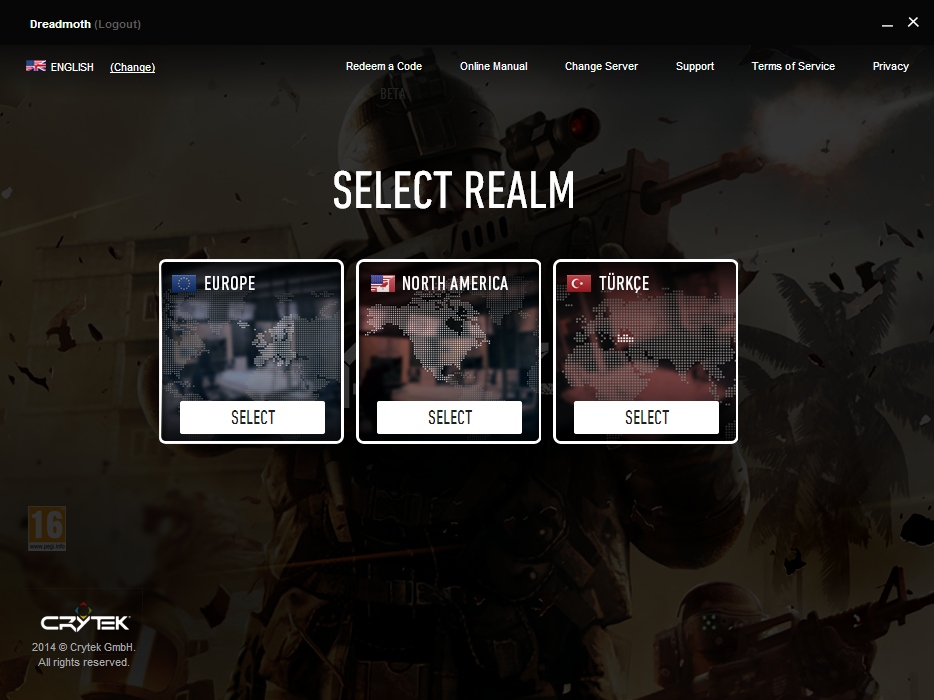 Dreadmoth (Logout)
ENGLISH (Change) Redeem a Code Online Manual Change Server Support Terms of Service Privacy
BETA
SELECT REALM
EUROPE NORTH AMERICA TÜRKÇE
SELECT SELECT SELECT
16
www.pegi.info
CRYTEK
2014 © Crytek GmbH.
All rights reserved.